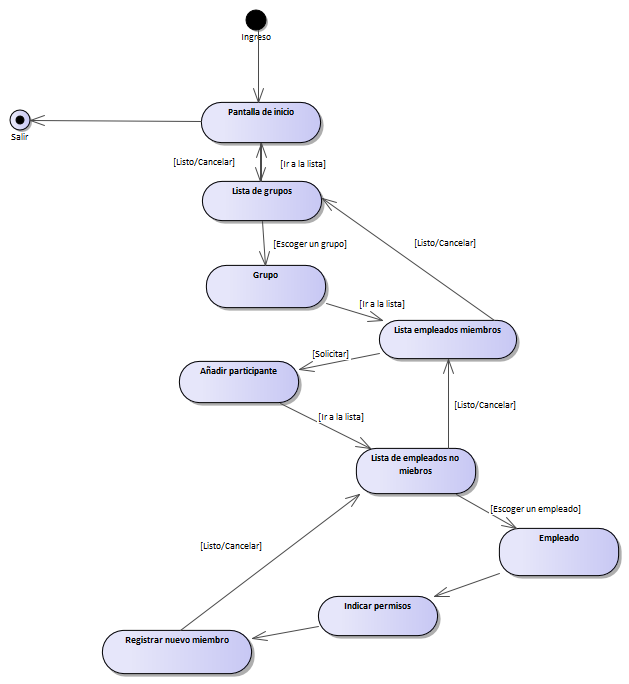 Ingreso
Pantalla de inicio
Salir
[Listo/Cancelar]
[Ir a la lista]
Lista de grupos
[Escoger un grupo]
[Listo/Cancelar]
Grupo
[Ir a la lista]
Lista empleados miembros
[Solicitar]
Añadir participante
[Listo/Cancelar]
[Ir a la lista]
Lista de empleados no
miebros
[Escoger un empleado]
Empleado
[Listo/Cancelar]
Indicar permisos
Registrar nuevo miembro